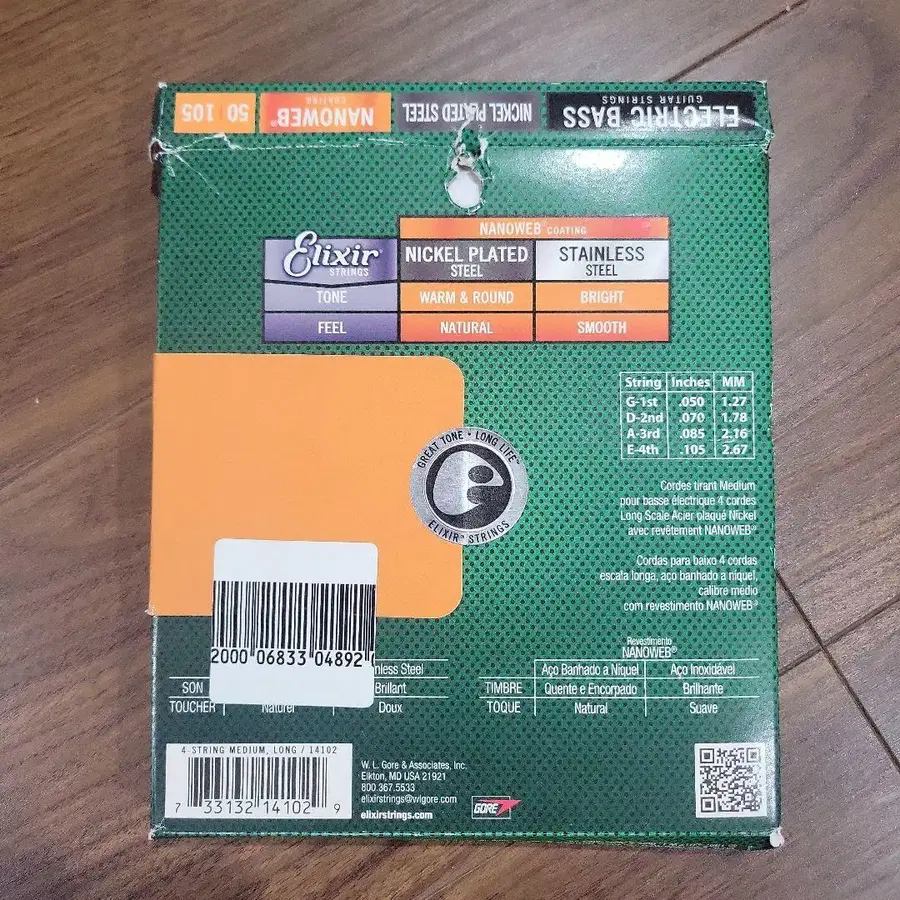 ELECTRIC BASS
GUITAR STRINGS
NICKEL PLATED STEEL
NANOWEB®
COATING
50 105
NANOWEB® COATING
Elixir
STRINGS
NICKEL PLATED
STEEL
STAINLESS
STEEL
TONE WARM & ROUND BRIGHT
FEEL NATURAL SMOOTH
String Inches MM
G-1st .050 1.27
D-2nd .070 1.78
A-3rd .085 2.16
E-4th .105 2.67
GREAT TONE • LONG LIFE™
ELIXIR® STRINGS
Cordes tirant Medium
pour basse électrique 4 cordes
Long Scale Acier plaqué Nickel
avec revêtement NANOWEB®
Cordas para baixo 4 cordas
escala longa, aço banhado a níquel,
calibre médio
com revestimento NANOWEB®
2000 06833 04892
Steel
SON Brillant
TOUCHER Naturel Doux
Revestimento
NANOWEB®
Aço Banhado a Níquel Aço Inoxidável
TIMBRE Quente e Encorpado Brilhante
TOQUE Natural Suave
4-STRING MEDIUM, LONG / 14102
7 33132 14102 9
W. L. Gore & Associates, Inc.
Elkton, MD USA 21921
800.367.5533
elixirstrings@wlgore.com
elixirstrings.com
GORE